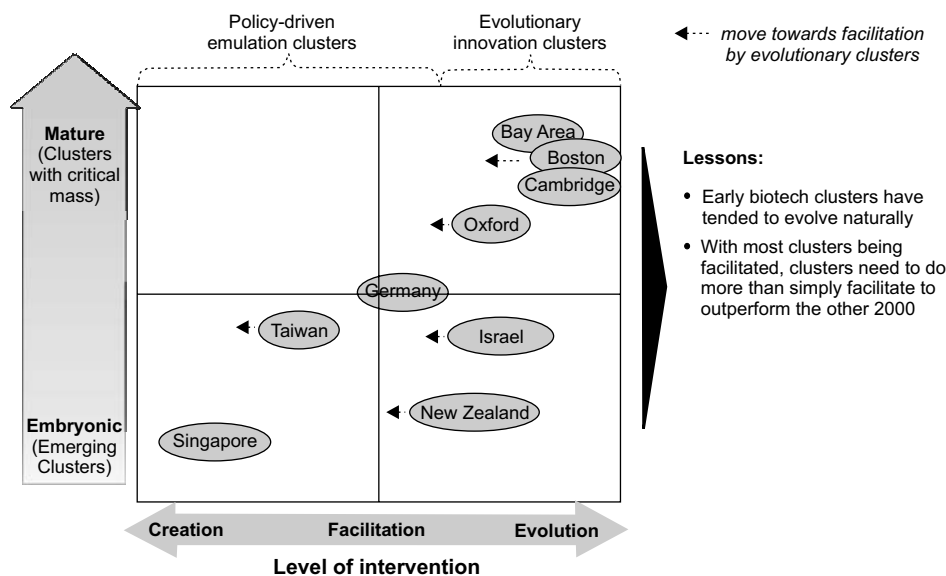 Policy-driven
emulation clusters
Evolutionary
innovation clusters
move towards facilitation
by evolutionary clusters
Mature
(Clusters
with critical
mass)
Embryonic
(Emerging
Clusters)
Bay Area
Boston
Cambridge
Oxford
Germany
Taiwan
Israel
New Zealand
Singapore
Lessons:
• Early biotech clusters have
tended to evolve naturally
• With most clusters being
facilitated, clusters need to do
more than simply facilitate to
outperform the other 2000
Creation
Facilitation
Evolution
Level of intervention